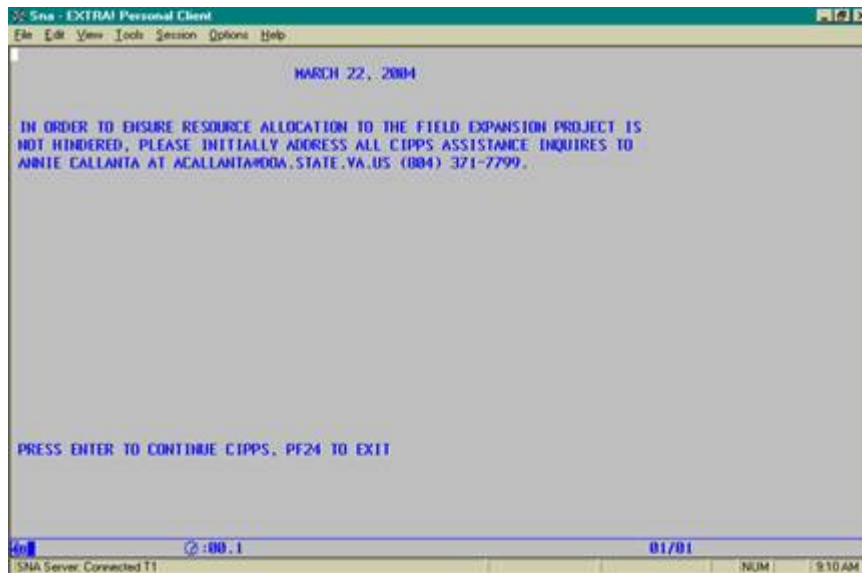 Sna - EXTRA! Personal Client
File Edit View Tools Session Options Help
MARCH 22, 2004
IN ORDER TO ENSURE RESOURCE ALLOCATION TO THE FIELD EXPANSION PROJECT IS
NOT HINDERED, PLEASE INITIALLY ADDRESS ALL CIPPS ASSISTANCE INQUIRES TO
ANNIE CALLANTA AT ACALLANTA@DOA.STATE.VA.US (804) 371-7799.
PRESS ENTER TO CONTINUE CIPPS, PF24 TO EXIT
:00.1 01/01
SNA Server: Connected T1 NUM 9:10 AM